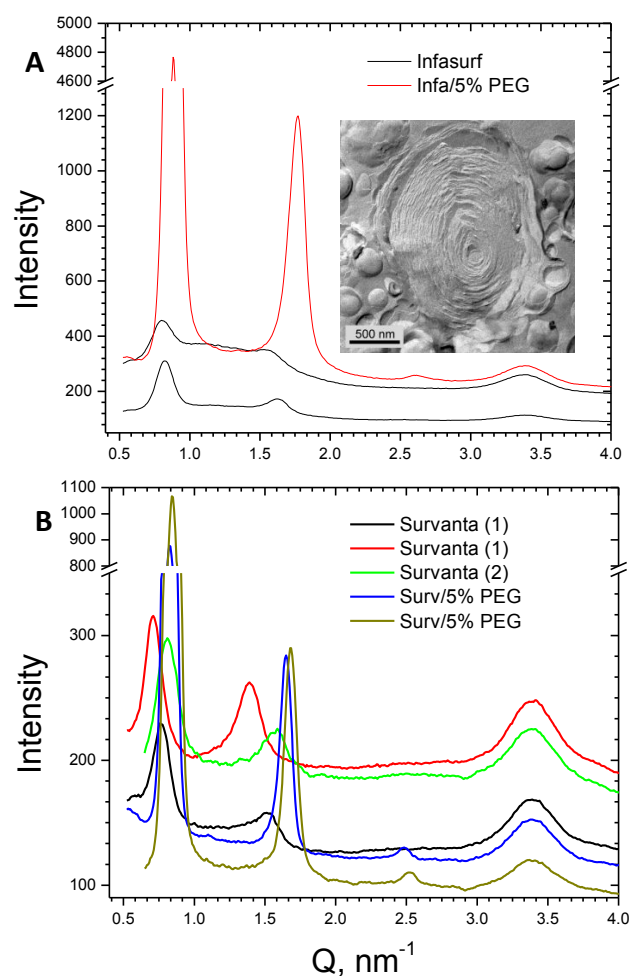 A
Intensity
5000
4800
4600
1200
1000
800
600
400
200
Infasurf
Infa/5% PEG
500 nm
0.5 1.0 1.5 2.0 2.5 3.0 3.5 4.0
B
Intensity
1100
1000
900
800
300
200
100
Survanta (1)
Survanta (1)
Survanta (2)
Surv/5% PEG
Surv/5% PEG
0.5 1.0 1.5 2.0 2.5 3.0 3.5 4.0
Q, nm⁻¹